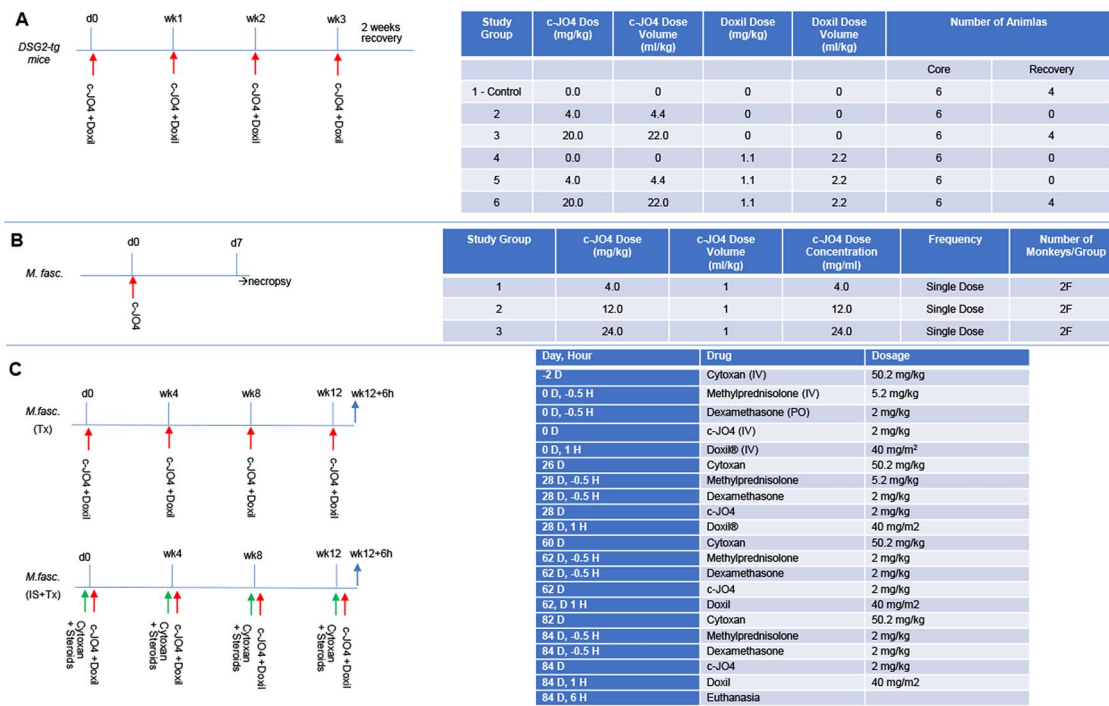 A
d0 wk1 wk2 wk3 2 weeks
recovery
DSG2-tg
mice
c-JO4 +Doxil c-JO4 +Doxil c-JO4 +Doxil c-JO4 +Doxil
Study Group c-JO4 Dos (mg/kg) c-JO4 Dose Volume (ml/kg) Doxil Dose (mg/kg) Doxil Dose Volume (ml/kg) Number of Animlas
Core Recovery
1 - Control 0.0 0 0 0 6 4
2 4.0 4.4 0 0 6 0
3 20.0 22.0 0 0 6 4
4 0.0 0 1.1 2.2 6 0
5 4.0 4.4 1.1 2.2 6 0
6 20.0 22.0 1.1 2.2 6 4
B
d0 d7
M. fasc.
→necropsy
c-JO4
Study Group c-JO4 Dose (mg/kg) c-JO4 Dose Volume (ml/kg) c-JO4 Dose Concentration (mg/ml) Frequency Number of Monkeys/Group
1 4.0 1 4.0 Single Dose 2F
2 12.0 1 12.0 Single Dose 2F
3 24.0 1 24.0 Single Dose 2F
C
d0 wk4 wk8 wk12 wk12+6h
M.fasc.
(Tx)
c-JO4 +Doxil c-JO4 +Doxil c-JO4 +Doxil c-JO4 +Doxil
d0 wk4 wk8 wk12 wk12+6h
M.fasc.
(IS+Tx)
Cytoxan + Steroids c-JO4 +Doxil Cytoxan + Steroids c-JO4 +Doxil Cytoxan + Steroids c-JO4 +Doxil Cytoxan + Steroids c-JO4 +Doxil
Day, Hour Drug Dosage
-2 D Cytoxan (IV) 50.2 mg/kg
0 D, -0.5 H Methylprednisolone (IV) 5.2 mg/kg
0 D, -0.5 H Dexamethasone (PO) 2 mg/kg
0 D c-JO4 (IV) 2 mg/kg
0 D, 1 H Doxil® (IV) 40 mg/m²
26 D Cytoxan 50.2 mg/kg
28 D, -0.5 H Methylprednisolone 5.2 mg/kg
28 D, -0.5 H Dexamethasone 2 mg/kg
28 D c-JO4 2 mg/kg
28 D, 1 H Doxil® 40 mg/m2
60 D Cytoxan 50.2 mg/kg
62 D, -0.5 H Methylprednisolone 2 mg/kg
62 D, -0.5 H Dexamethasone 2 mg/kg
62 D c-JO4 2 mg/kg
62, D 1 H Doxil 40 mg/m2
82 D Cytoxan 50.2 mg/kg
84 D, -0.5 H Methylprednisolone 2 mg/kg
84 D, -0.5 H Dexamethasone 2 mg/kg
84 D c-JO4 2 mg/kg
84 D, 1 H Doxil 40 mg/m2
84 D, 6 H Euthanasia